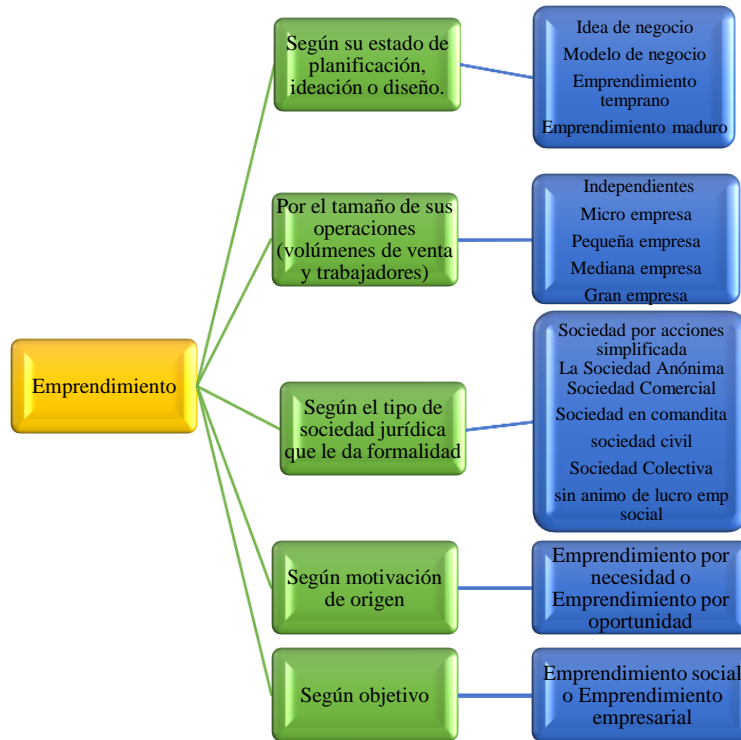 Emprendimiento
Según su estado de
planificación,
ideación o diseño.
Idea de negocio
Modelo de negocio
Emprendimiento
temprano
Emprendimiento maduro
Por el tamaño de sus
operaciones
(volúmenes de venta
y trabajadores)
Independientes
Micro empresa
Pequeña empresa
Mediana empresa
Gran empresa
Según el tipo de
sociedad jurídica
que le da formalidad
Sociedad por acciones
simplificada
La Sociedad Anónima
Sociedad Comercial
Sociedad en comandita
sociedad civil
Sociedad Colectiva
sin animo de lucro emp
social
Según motivación
de origen
Emprendimiento por
necesidad o
Emprendimiento por
oportunidad
Según objetivo
Emprendimiento social
o Emprendimiento
empresarial